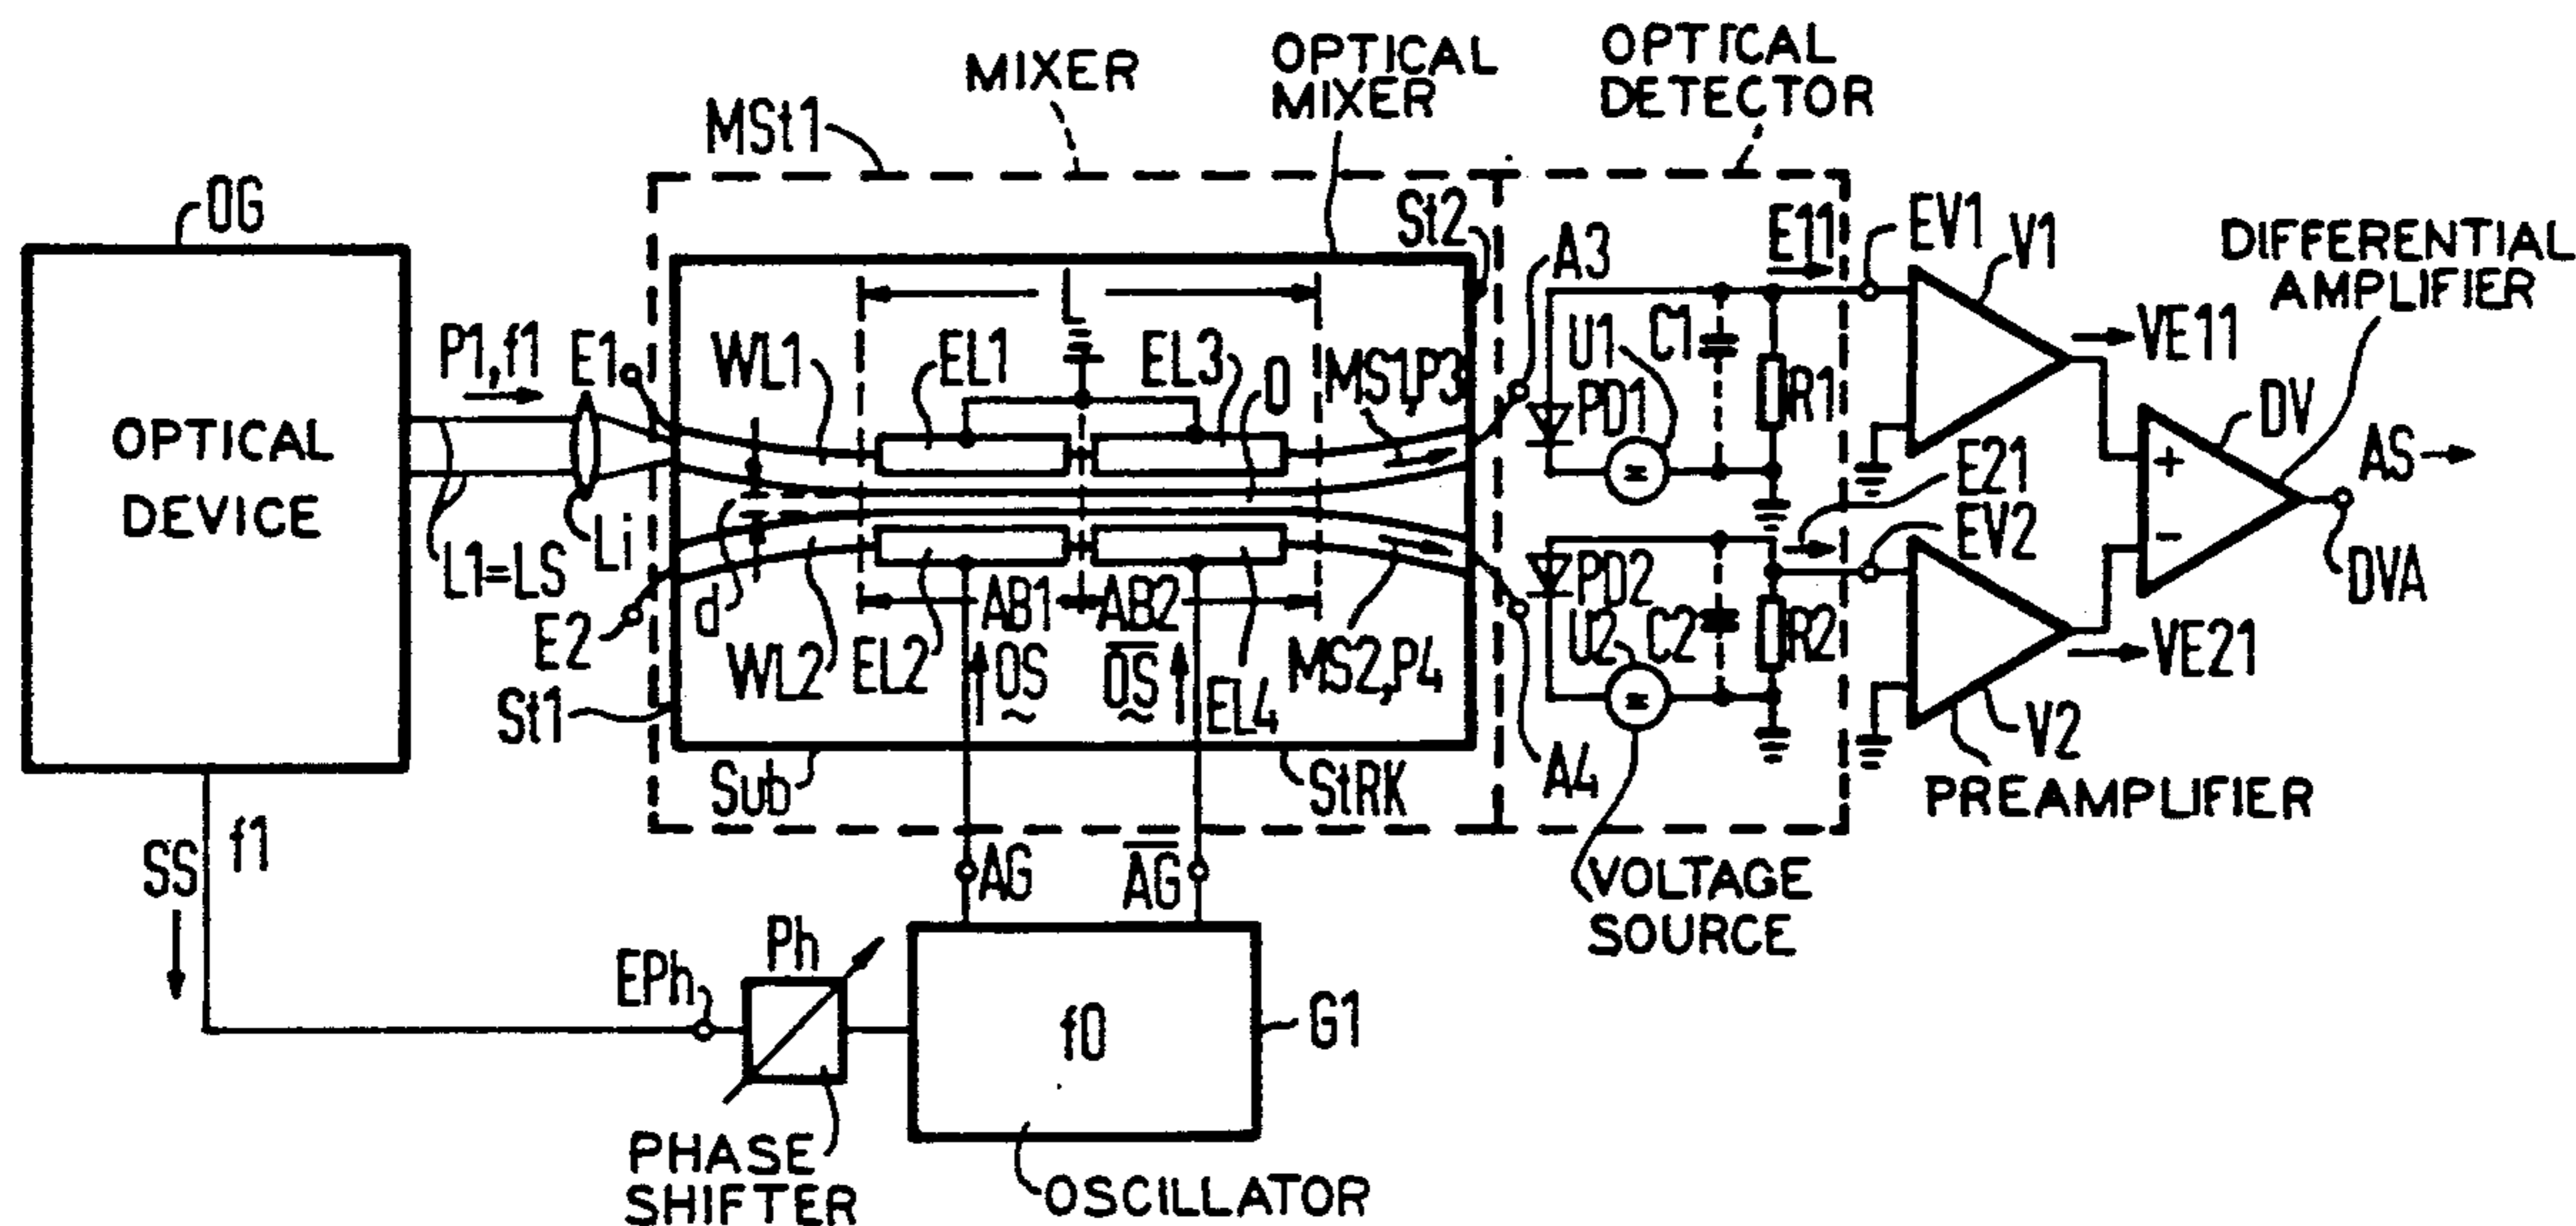 MIXER
OPTICAL
MIXER
OPTICAL
DETECTOR
MSt1
OG
St2
A3
E11
EV1
V1
DIFFERENTIAL
AMPLIFIER
P1,f1
E1
WL1
EL1
L
EL3
0
MS1,P3
U1
PD1
C1
R1
VE11
DV
AS
OPTICAL
DEVICE
L1=LS
Li
d
E2
St1
WL2
EL2
AB1
AB2
OS
OS
EL4
MS2,P4
PD2
U2
C2
R2
E21
EV2
+
-
DVA
VE21
V2
PREAMPLIFIER
Sub
StRK
A4
VOLTAGE
SOURCE
SS
f1
AG
AG
EPh
Ph
f0
G1
PHASE
SHIFTER
OSCILLATOR